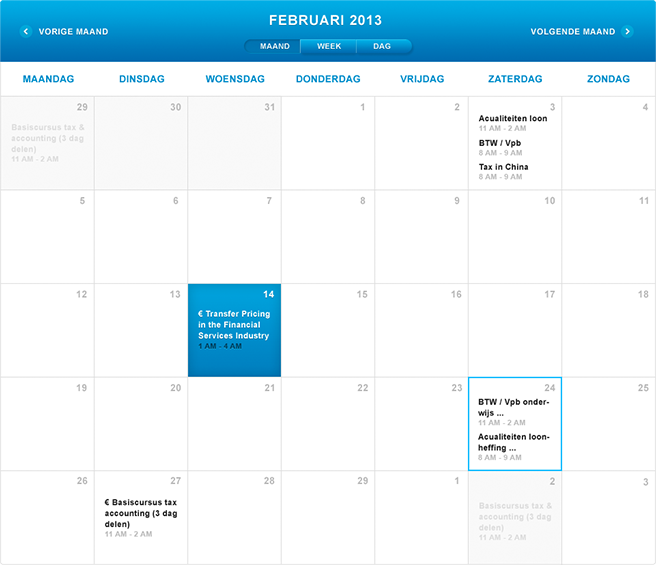 FEBRUARI 2013
VORIGE MAAND
VOLGENDE MAAND
MAAND WEEK DAG
MAANDAG DINSDAG WOENSDAG DONDERDAG VRIJDAG ZATERDAG ZONDAG
29 30 31 1 2 3 4
Basiscursus tax &
accounting (3 dag
delen)
11 AM - 2 AM
Acualiteiten loon
11 AM - 2 AM
BTW / Vpb
8 AM - 9 AM
Tax in China
8 AM - 9 AM
5 6 7 8 9 10 11
12 13 14 15 16 17 18
€ Transfer Pricing
in the Financial
Services Industry
1 AM - 4 AM
19 20 21 22 23 24 25
BTW / Vpb onder-
wijs ...
11 AM - 2 AM
Acualiteiten loon-
heffing ...
8 AM - 9 AM
26 27 28 29 1 2 3
€ Basiscursus tax
accounting (3 dag
delen)
11 AM - 2 AM
Basiscursus tax &
accounting (3 dag
delen)
11 AM - 2 AM